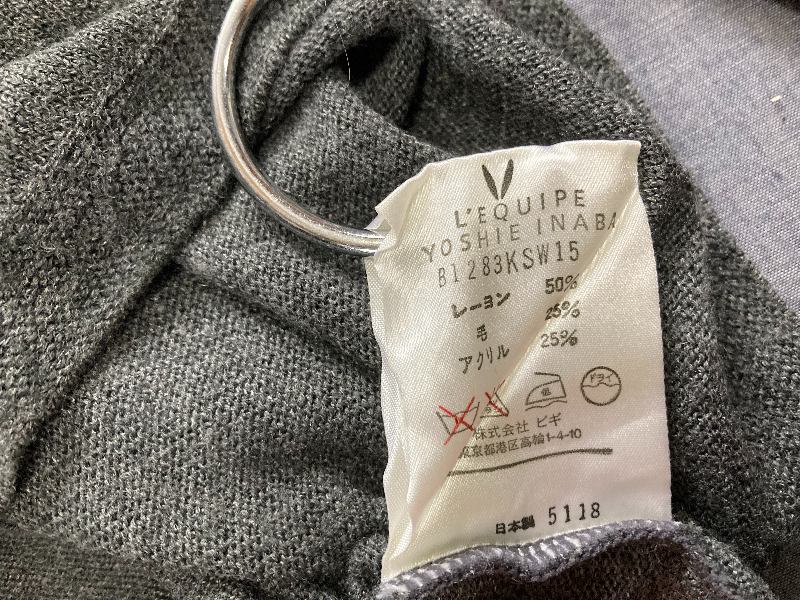 L'EQUIPE
YOSHIE INABA
B1283KSW15
レーヨン 50%
毛 25%
アクリル 25%
低 ドライ
株式会社 ビギ
京都港区高輪1-4-10
日本製 5118